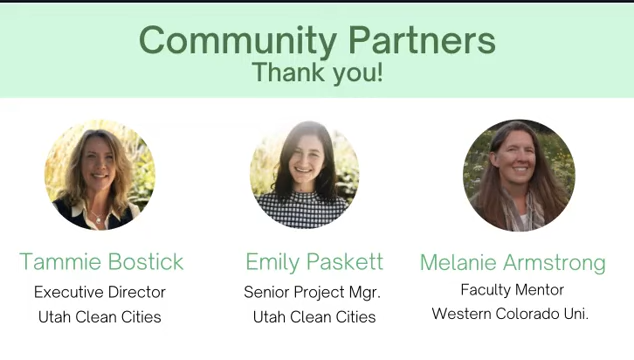 Community Partners
Thank you!
Tammie Bostick
Executive Director
Utah Clean Cities
Emily Paskett
Senior Project Mgr.
Utah Clean Cities
Melanie Armstrong
Faculty Mentor
Western Colorado Uni.